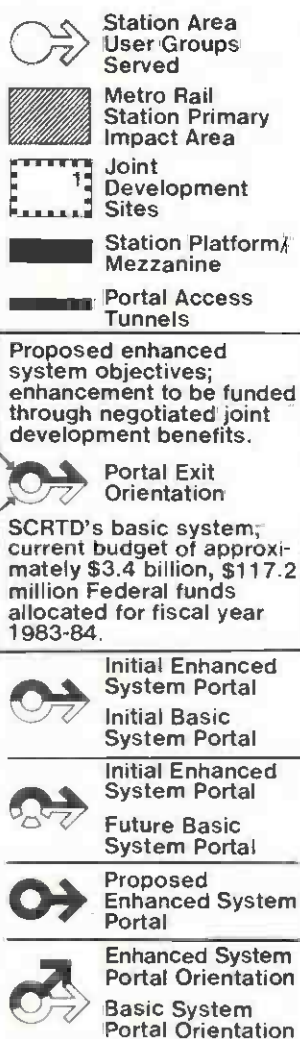 Station Area
User Groups
Served
Metro Rail
Station Primary
Impact Area
1
Joint
Development
Sites
Station Platform/
Mezzanine
Portal Access
Tunnels
Proposed enhanced
system objectives;
enhancement to be funded
through negotiated joint
development benefits.
Portal Exit
Orientation
SCRTD's basic system,
current budget of approxi-
mately $3.4 billion, $117.2
million Federal funds
allocated for fiscal year
1983-84.
Initial Enhanced
System Portal
Initial Basic
System Portal
Initial Enhanced
System Portal
Future Basic
System Portal
Proposed
Enhanced System
Portal
Enhanced System
Portal Orientation
Basic System
Portal Orientation